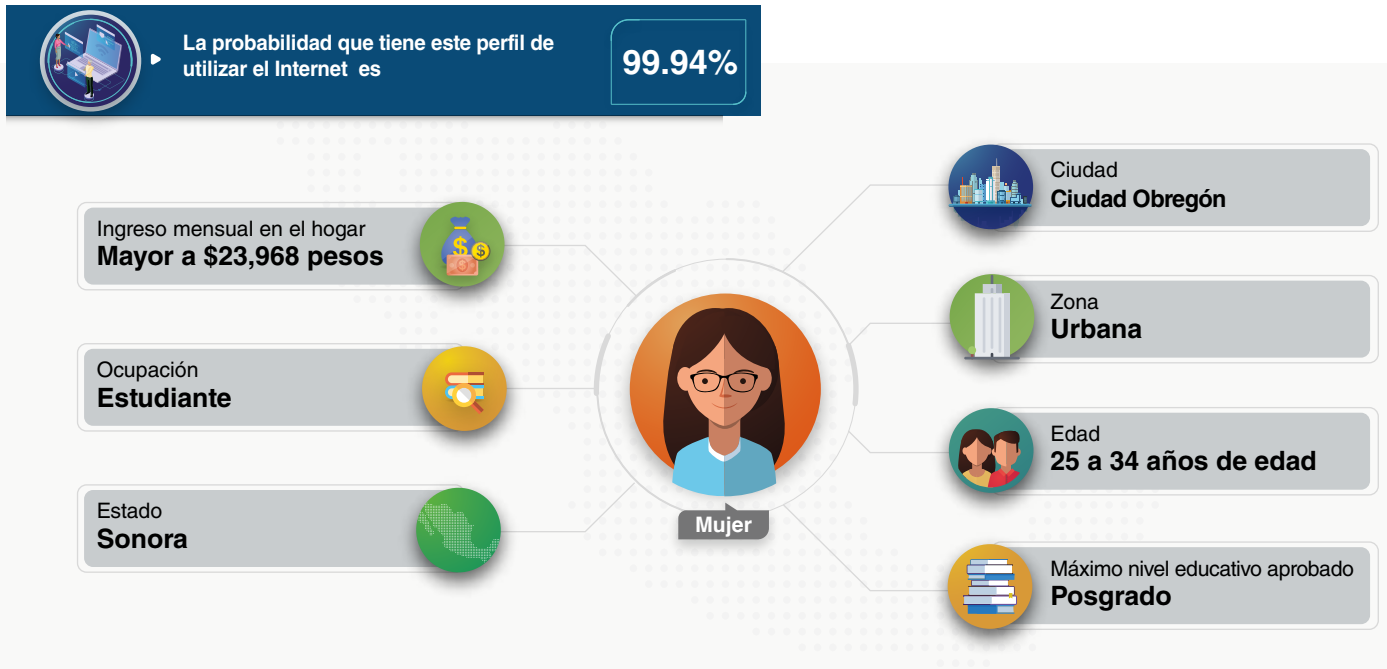 La probabilidad que tiene este perfil de
utilizar el Internet es
99.94%
Ingreso mensual en el hogar
Mayor a $23,968 pesos
Ocupación
Estudiante
Estado
Sonora
Mujer
Ciudad
Ciudad Obregón
Zona
Urbana
Edad
25 a 34 años de edad
Máximo nivel educativo aprobado
Posgrado